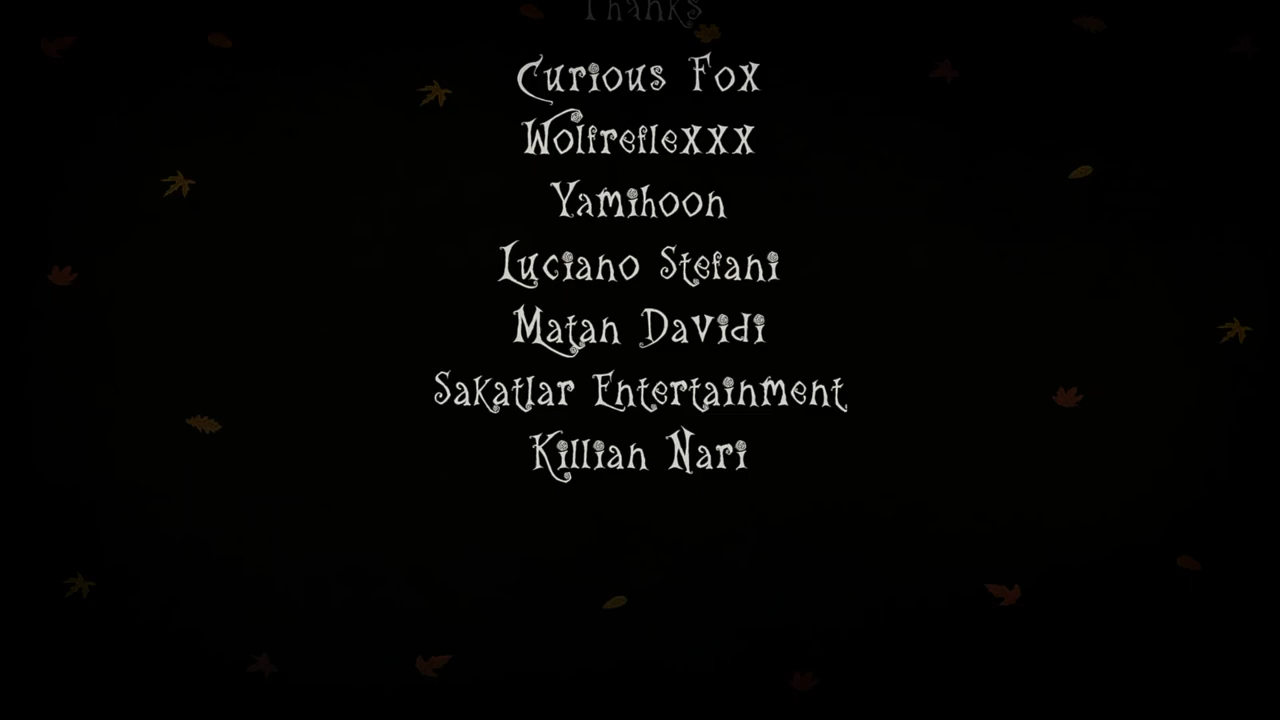 Thanks
Curious Fox
WolfrefleXXX
Yamihoon
Luciano Stefani
Matan Davidi
Sakatlar Entertainment
Killian Nari